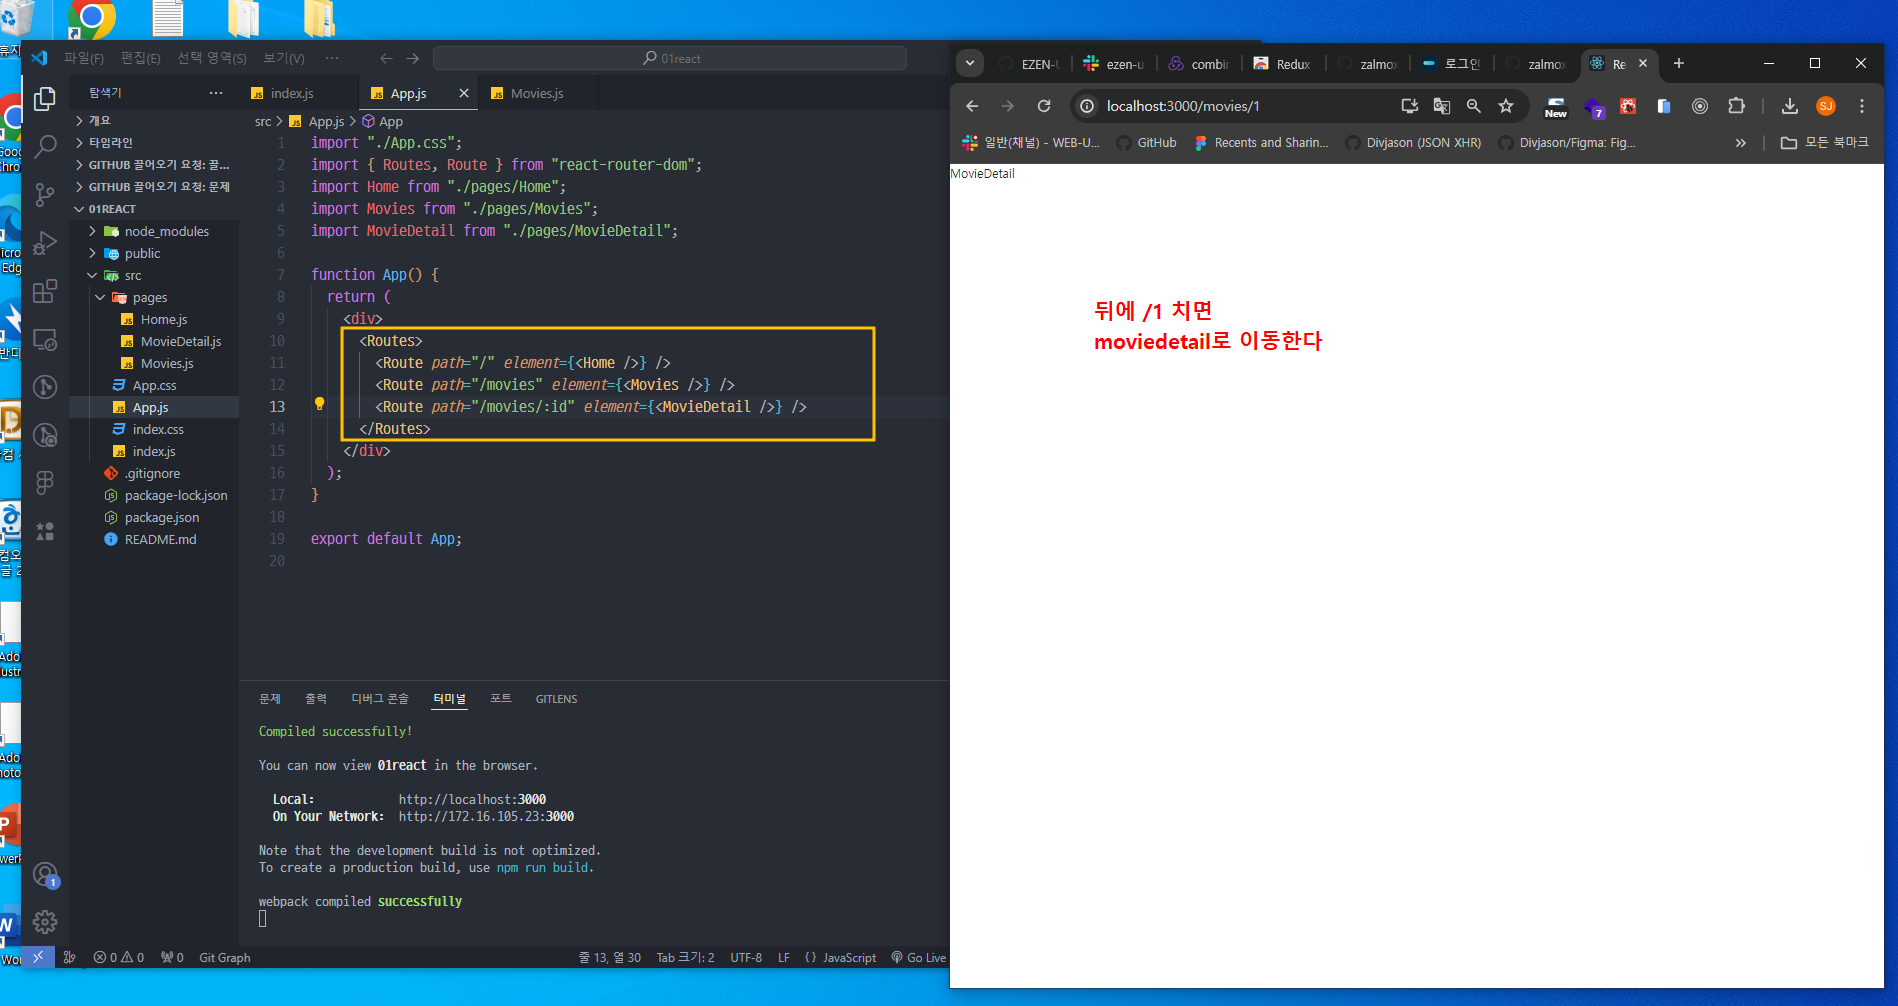 파일(F) 편집(E) 선택 영역(S) 보기(V) ··· 01react
탐색기 ···
개요
타임라인
GITHUB 끌어오기 요청: 끌...
GITHUB 끌어오기 요청: 문제
01REACT
node_modules
public
src
pages
Home.js
MovieDetail.js
Movies.js
App.css
App.js
index.css
index.js
.gitignore
package-lock.json
package.json
README.md
index.js App.js Movies.js
src > App.js > App
1 import "./App.css";
2 import { Routes, Route } from "react-router-dom";
3 import Home from "./pages/Home";
4 import Movies from "./pages/Movies";
5 import MovieDetail from "./pages/MovieDetail";
6
7 function App() {
8 return (
9 <div>
10 <Routes>
11 <Route path="/" element={<Home />} />
12 <Route path="/movies" element={<Movies />} />
13 <Route path="/movies/:id" element={<MovieDetail />} />
14 </Routes>
15 </div>
16 );
17 }
18
19 export default App;
20
문제 출력 디버그 콘솔 터미널 포트 GITLENS
Compiled successfully!
You can now view 01react in the browser.
Local: http://localhost:3000
On Your Network: http://172.16.105.23:3000
Note that the development build is not optimized.
To create a production build, use npm run build.
webpack compiled successfully
1
0 0 0 Git Graph 줄 13, 열 30 Tab 크기: 2 UTF-8 LF {} JavaScript Go Live
EZEN-U ezen-u combin Redux zalmo 로그인 zalmo Re
localhost:3000/movies/1 New 7 SJ
일반(채널) - WEB-U... GitHub Recents and Sharin... Divjason (JSON XHR) Divjason/Figma: Fig... » 모든 북마크
MovieDetail
뒤에 /1 치면
moviedetail로 이동한다